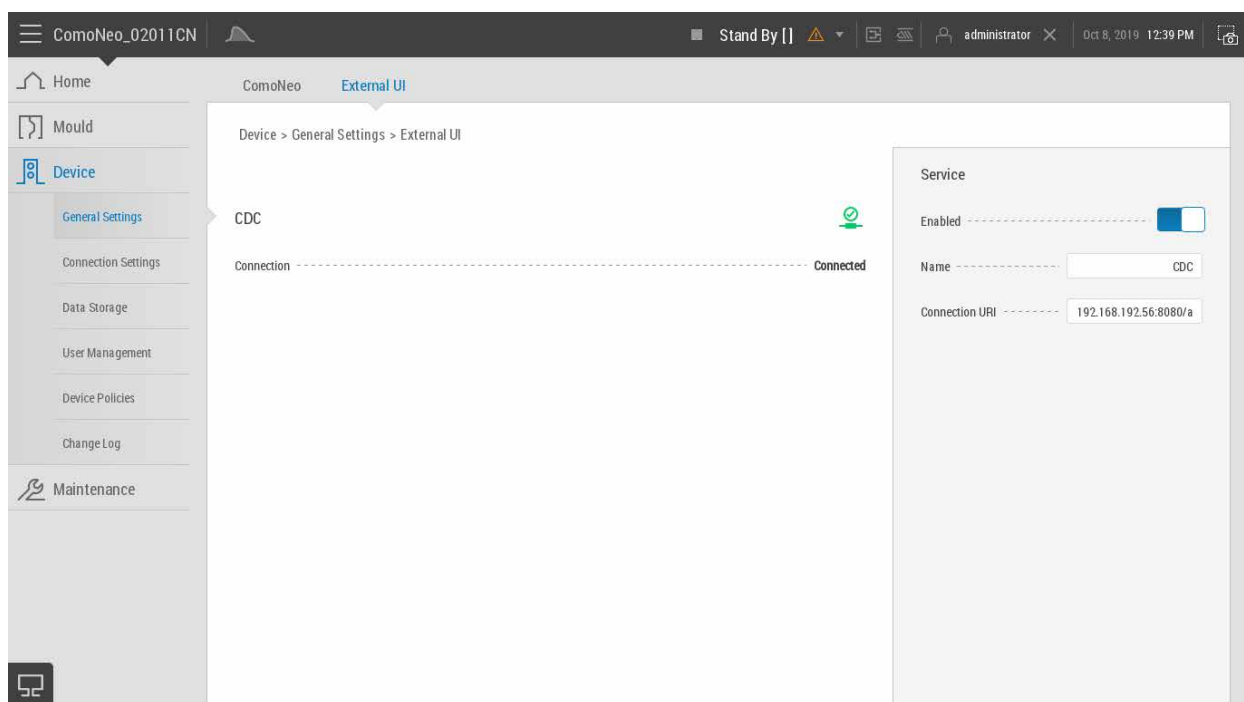 ComoNeo_02011CN
Stand By [ ]
administrator
Oct 8, 2019 12:39 PM
Home
Mould
Device
General Settings
Connection Settings
Data Storage
User Management
Device Policies
Change Log
Maintenance
ComoNeo External UI
Device > General Settings > External UI
CDC
Connection Connected
Service
Enabled
Name CDC
Connection URI 192.168.192.56:8080/a